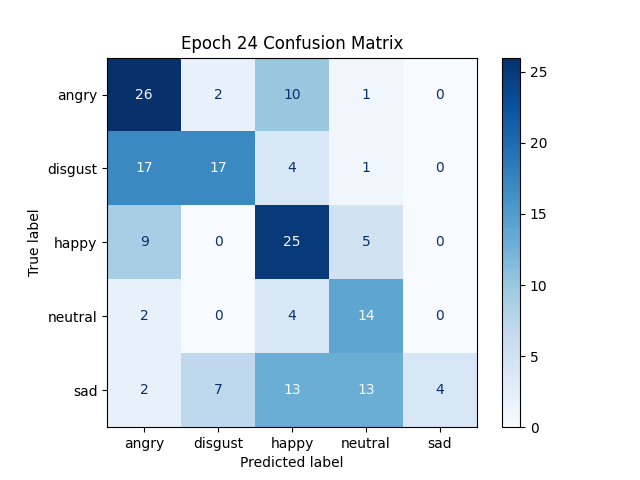 Epoch 24 Confusion Matrix
True label
angry 26 2 10 1 0
disgust 17 17 4 1 0
happy 9 0 25 5 0
neutral 2 0 4 14 0
sad 2 7 13 13 4
angry disgust happy neutral sad
Predicted label
25
20
15
10
5
0